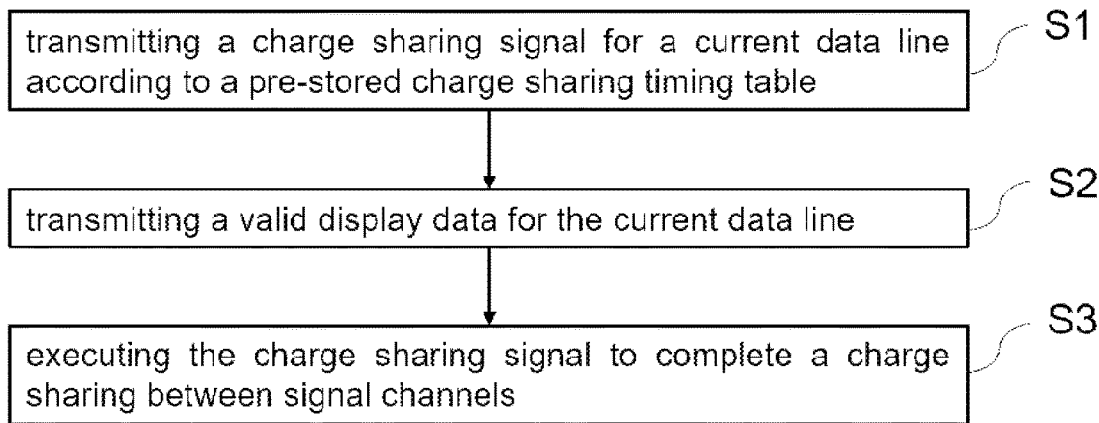 transmitting a charge sharing signal for a current data line
according to a pre-stored charge sharing timing table
S1
transmitting a valid display data for the current data line
S2
executing the charge sharing signal to complete a charge
sharing between signal channels
S3